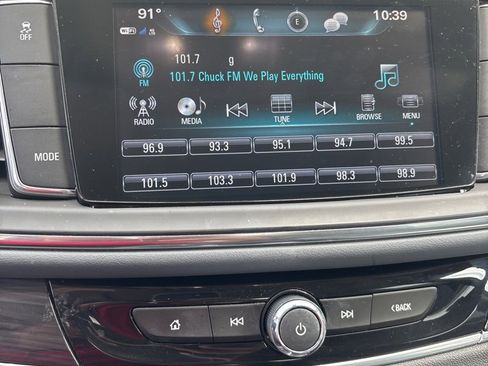 91° E 10:39
OFF WiFi LTE
101.7 g
FM 101.7 Chuck FM We Play Everything
RADIO MEDIA TUNE BROWSE MENU
MODE 96.9 93.3 95.1 94.7 99.5
101.5 103.3 101.9 98.3 98.9
BACK